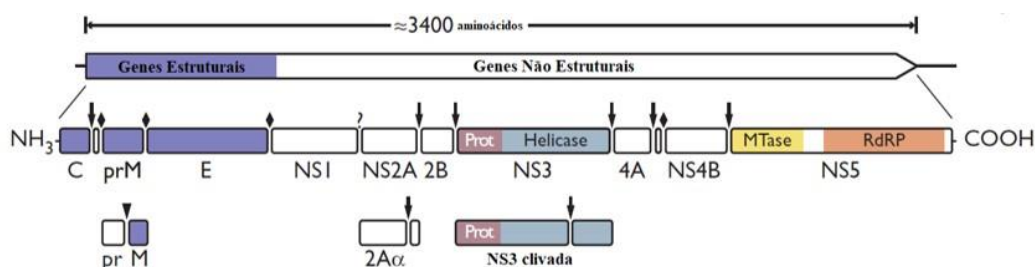 ≈3400 aminoácidos
Genes Estruturais Genes Não Estruturais
NH3 Prot Helicase MTase RdRP COOH
?
C prM E NS1 NS2A 2B NS3 4A NS4B NS5
Prot
pr M 2Aα NS3 clivada